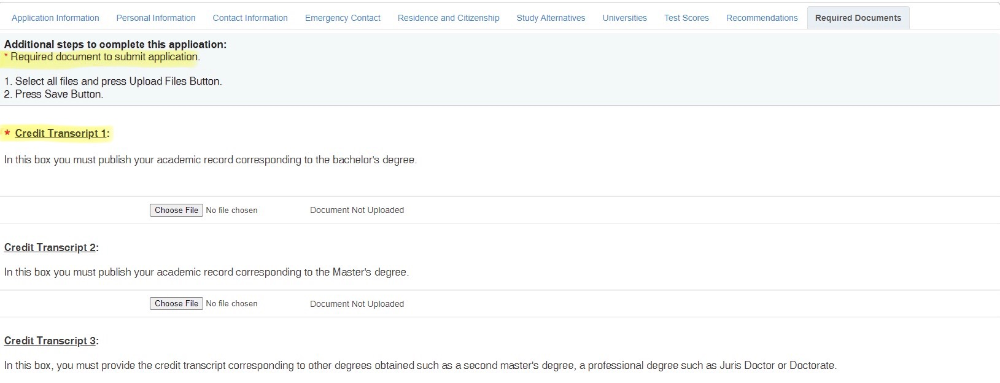 Application Information Personal Information Contact Information Emergency Contact Residence and Citizenship Study Alternatives Universities Test Scores Recommendations Required Documents
Additional steps to complete this application:
* Required document to submit application.
1. Select all files and press Upload Files Button.
2. Press Save Button.
* Credit Transcript 1:
In this box you must publish your academic record corresponding to the bachelor's degree.
Choose File No file chosen Document Not Uploaded
Credit Transcript 2:
In this box you must publish your academic record corresponding to the Master's degree.
Choose File No file chosen Document Not Uploaded
Credit Transcript 3:
In this box, you must provide the credit transcript corresponding to other degrees obtained such as a second master's degree, a professional degree such as Juris Doctor or Doctorate.